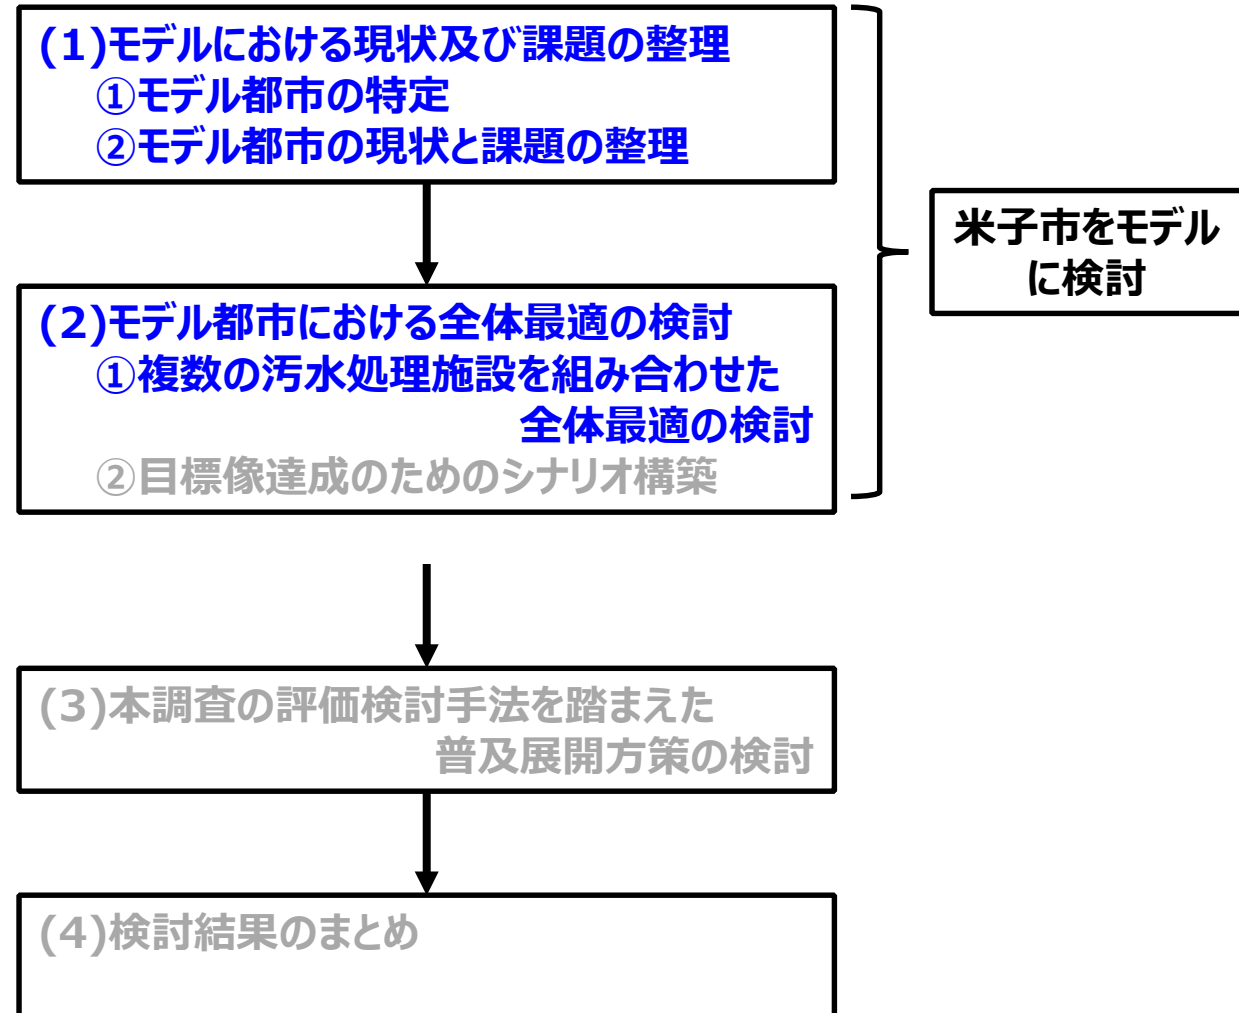 (1)モデルにおける現状及び課題の整理
①モデル都市の特定
②モデル都市の現状と課題の整理
米子市をモデル
に検討
(2)モデル都市における全体最適の検討
①複数の汚水処理施設を組み合わせた
全体最適の検討
②目標像達成のためのシナリオ構築
(3)本調査の評価検討手法を踏まえた
普及展開方策の検討
(4)検討結果のまとめ